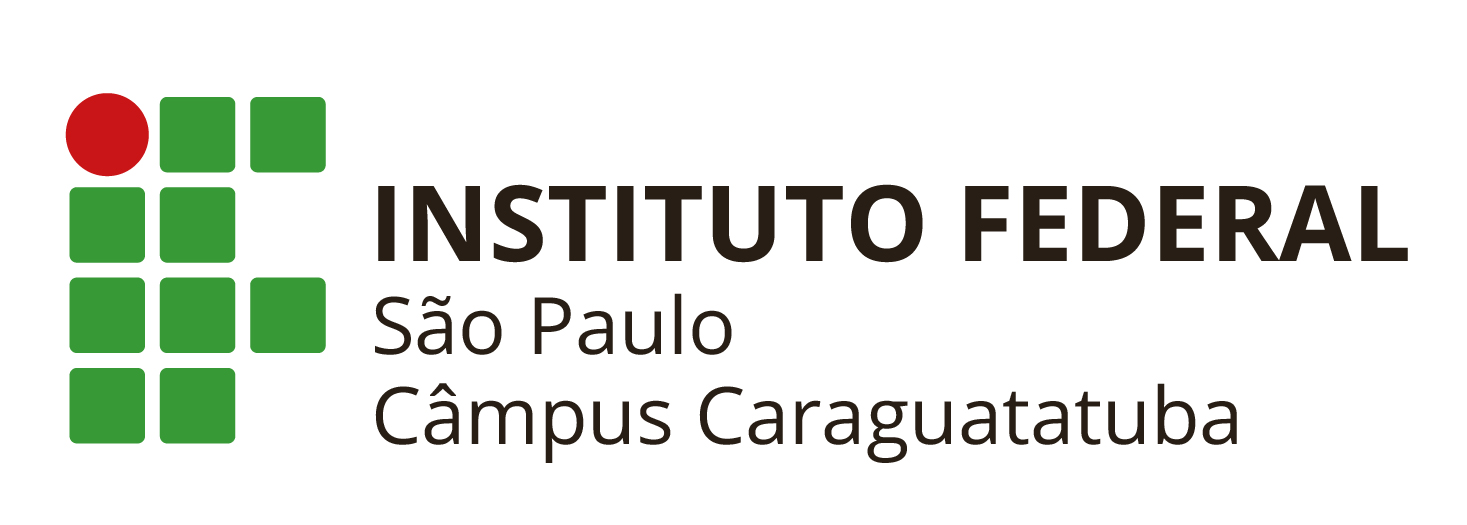 INSTITUTO FEDERAL
São Paulo
Câmpus Caraguatatuba